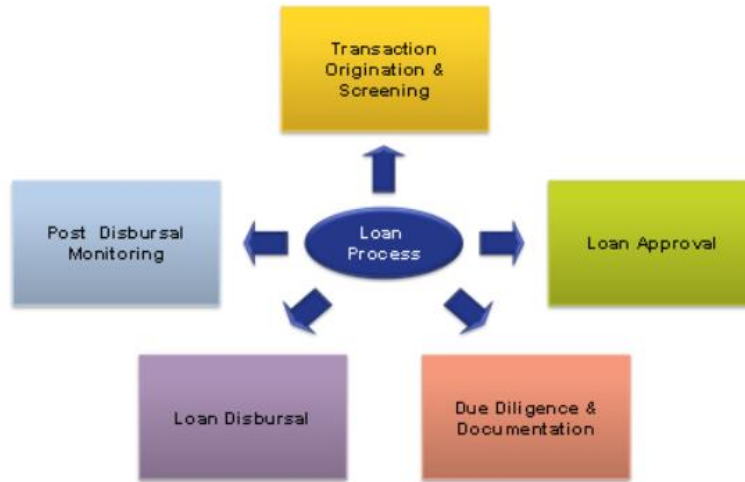 Transaction
Origination &
Screening
Post Disbursal
Monitoring
Loan
Process
Loan Approval
Loan Disbursal
Due Diligence &
Documentation